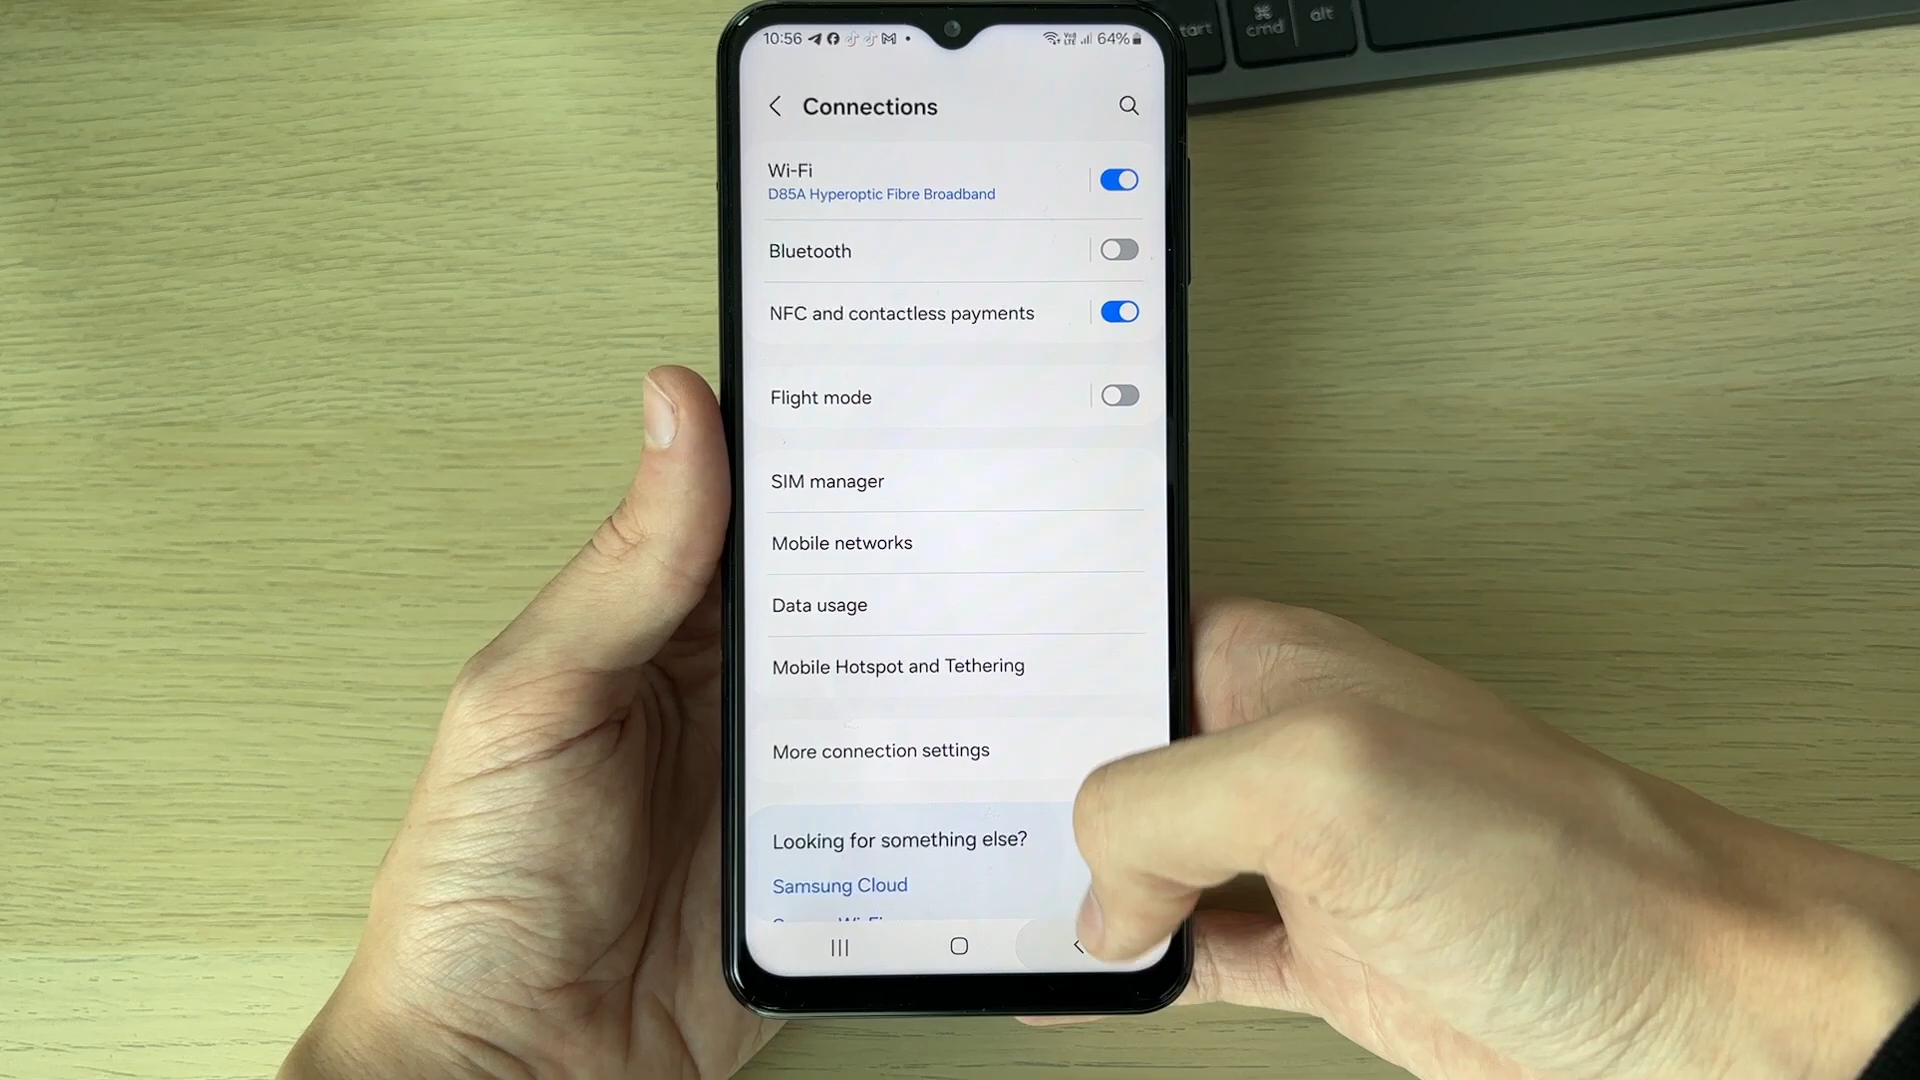 10:56
64%
Connections
Wi-Fi
D85A Hyperoptic Fibre Broadband
Bluetooth
NFC and contactless payments
Flight mode
SIM manager
Mobile networks
Data usage
Mobile Hotspot and Tethering
More connection settings
Looking for something else?
Samsung Cloud
cmd
alt